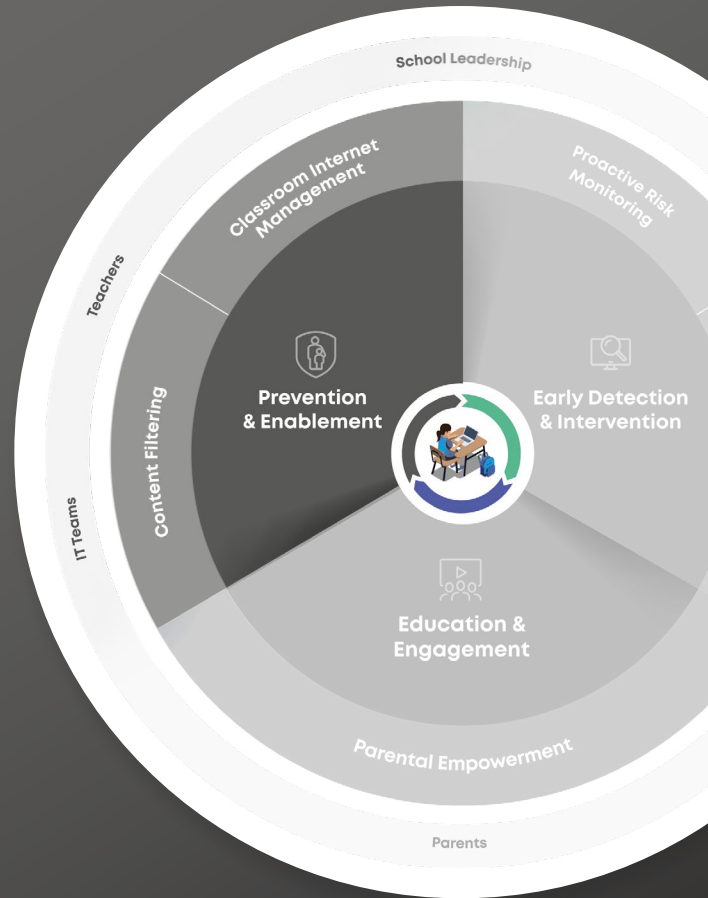 School Leadership
Classroom Internet
Management
Proactive Risk
Monitoring
Teachers
Prevention
& Enablement
Early Detection
& Intervention
Content Filtering
IT Teams
Education &
Engagement
Parental Empowerment
Parents